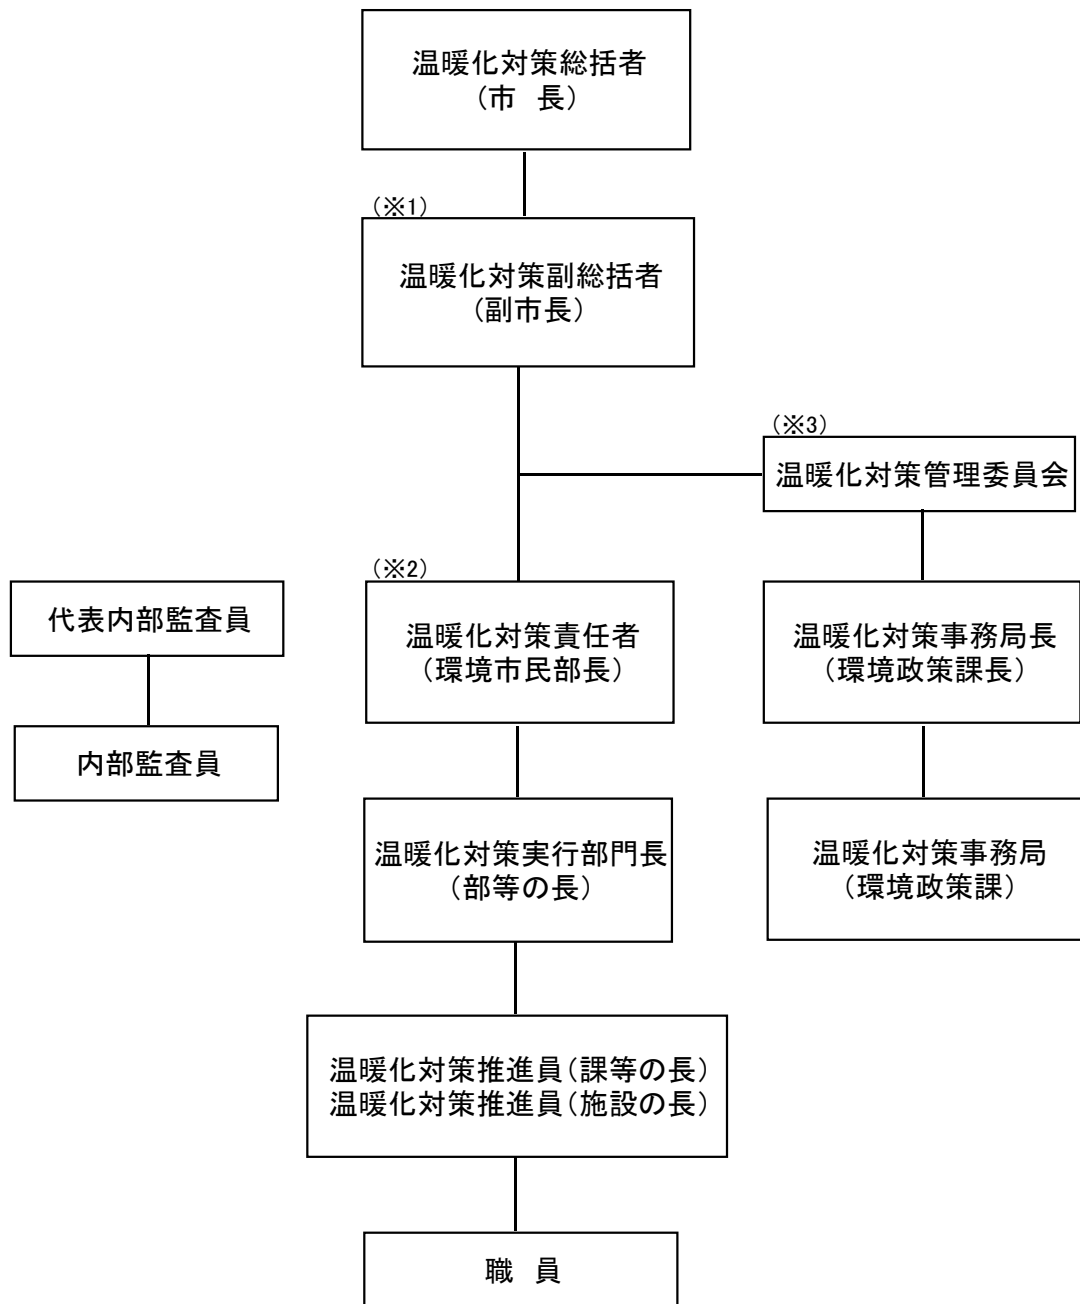 温暖化対策総括者
(市 長)
(※1)
温暖化対策副総括者
(副市長)
(※3)
温暖化対策管理委員会
(※2)
代表内部監査員
温暖化対策責任者
(環境市民部長)
温暖化対策事務局長
(環境政策課長)
内部監査員
温暖化対策実行部門長
(部等の長)
温暖化対策事務局
(環境政策課)
温暖化対策推進員(課等の長)
温暖化対策推進員(施設の長)
職 員